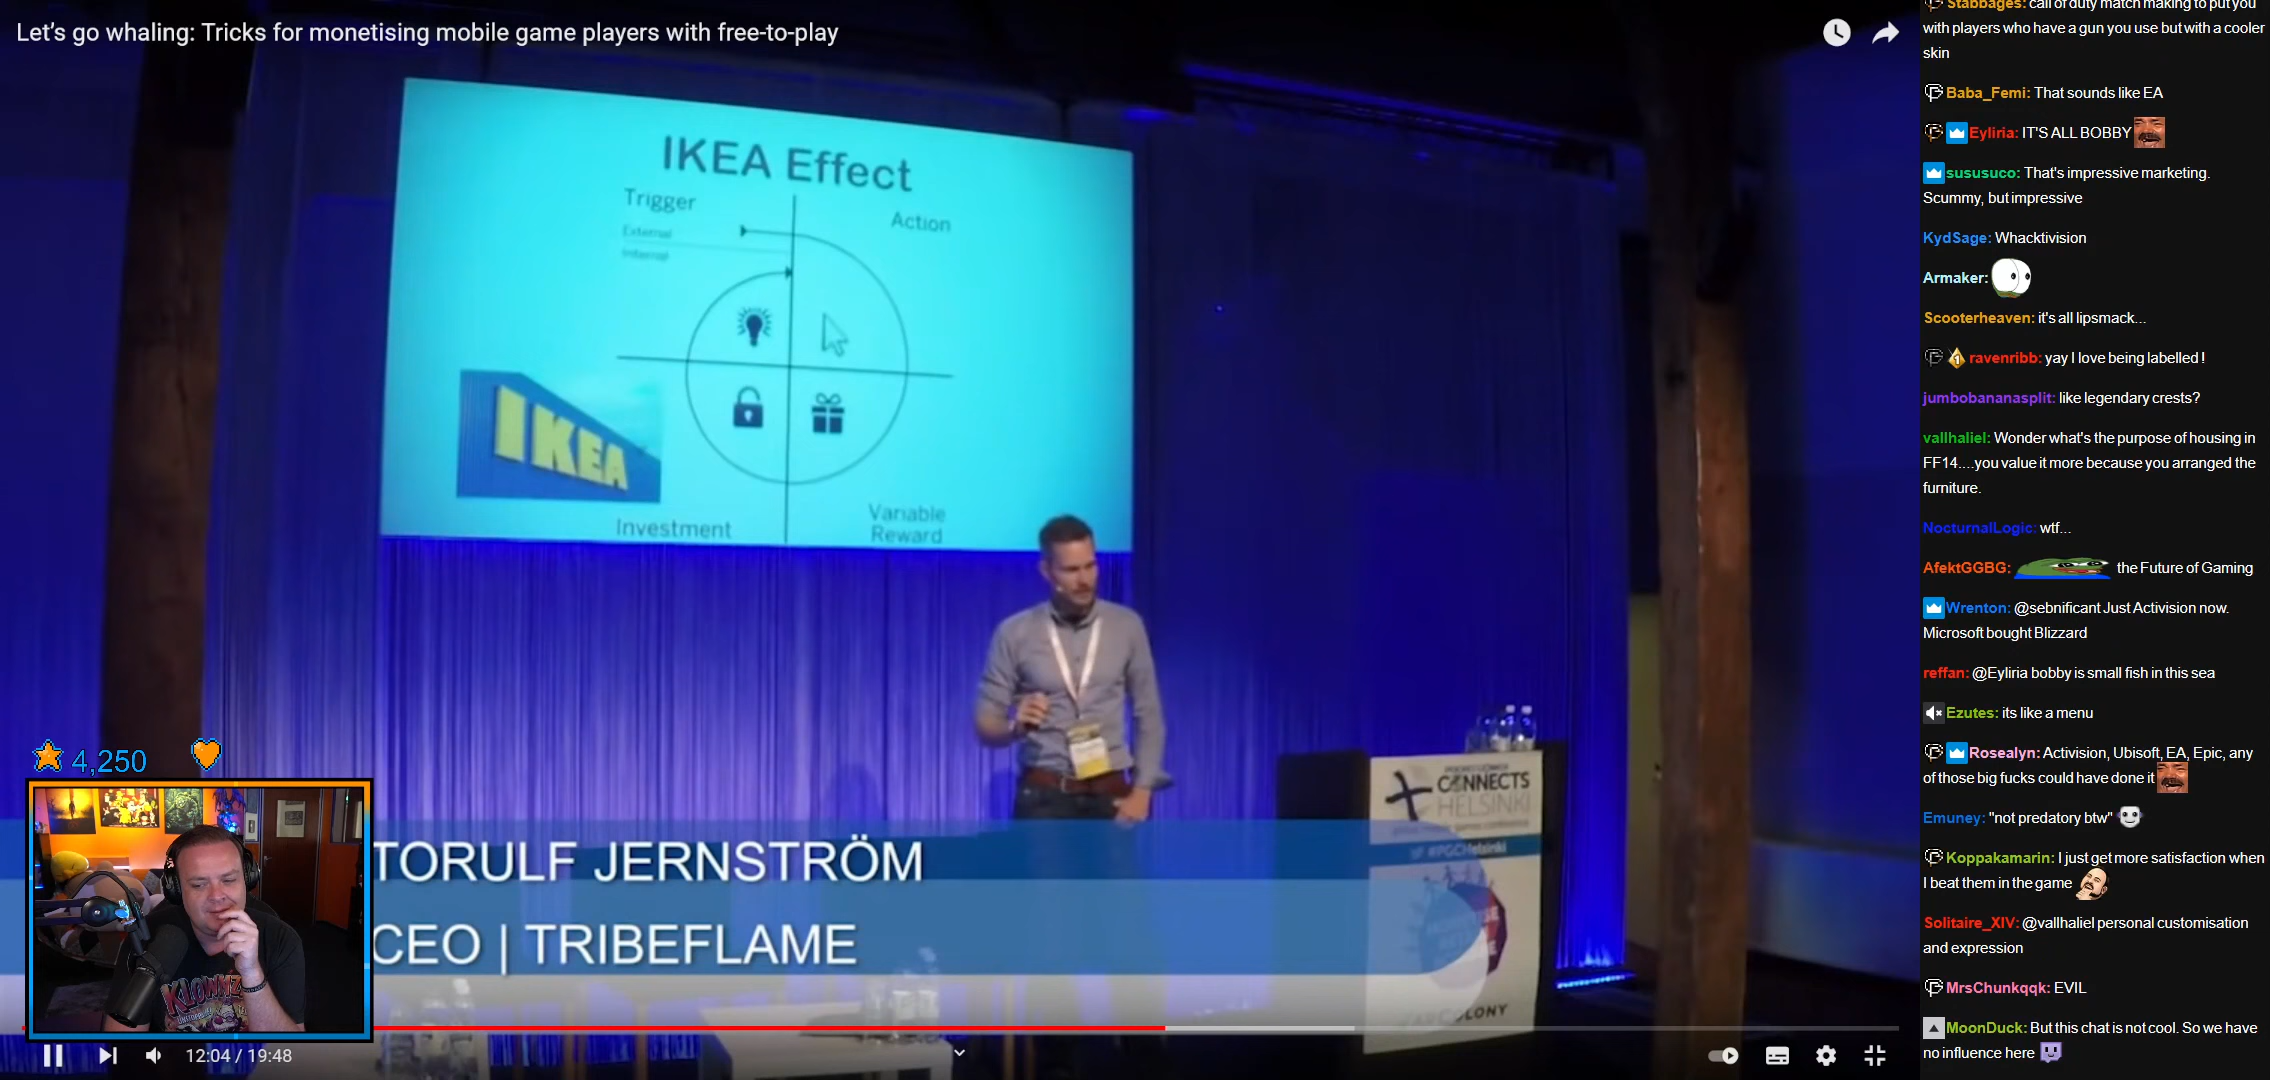 Let’s go whaling: Tricks for monetising mobile game players with free-to-play
IKEA Effect
Trigger
Action
External
Internal
IKEA
Investment
Variable
Reward
CONNECTS
HELSINKI
#PGCHelsinki
4,250
TORULF JERNSTRÖM
CEO | TRIBEFLAME
KLOWNZ
12:04 / 19:48
Stabbages: call of duty match making to put you
with players who have a gun you use but with a cooler
skin
Baba_Femi: That sounds like EA
Eyliria: IT'S ALL BOBBY
sususuco: That's impressive marketing.
Scummy, but impressive
KydSage: Whacktivision
Armaker:
Scooterheaven: it's all lipsmack...
ravenribb: yay I love being labelled !
jumbobananasplit: like legendary crests?
vallhaliel: Wonder what's the purpose of housing in
FF14....you value it more because you arranged the
furniture.
NocturnalLogic: wtf...
AfektGGBG: the Future of Gaming
Wrenton: @sebnificant Just Activision now.
Microsoft bought Blizzard
reffan: @Eyliria bobby is small fish in this sea
Ezutes: its like a menu
Rosealyn: Activision, Ubisoft, EA, Epic, any
of those big fucks could have done it
Emuney: "not predatory btw"
Koppakamarin: I just get more satisfaction when
I beat them in the game
Solitaire_XIV: @vallhaliel personal customisation
and expression
MrsChunkqqk: EVIL
MoonDuck: But this chat is not cool. So we have
no influence here